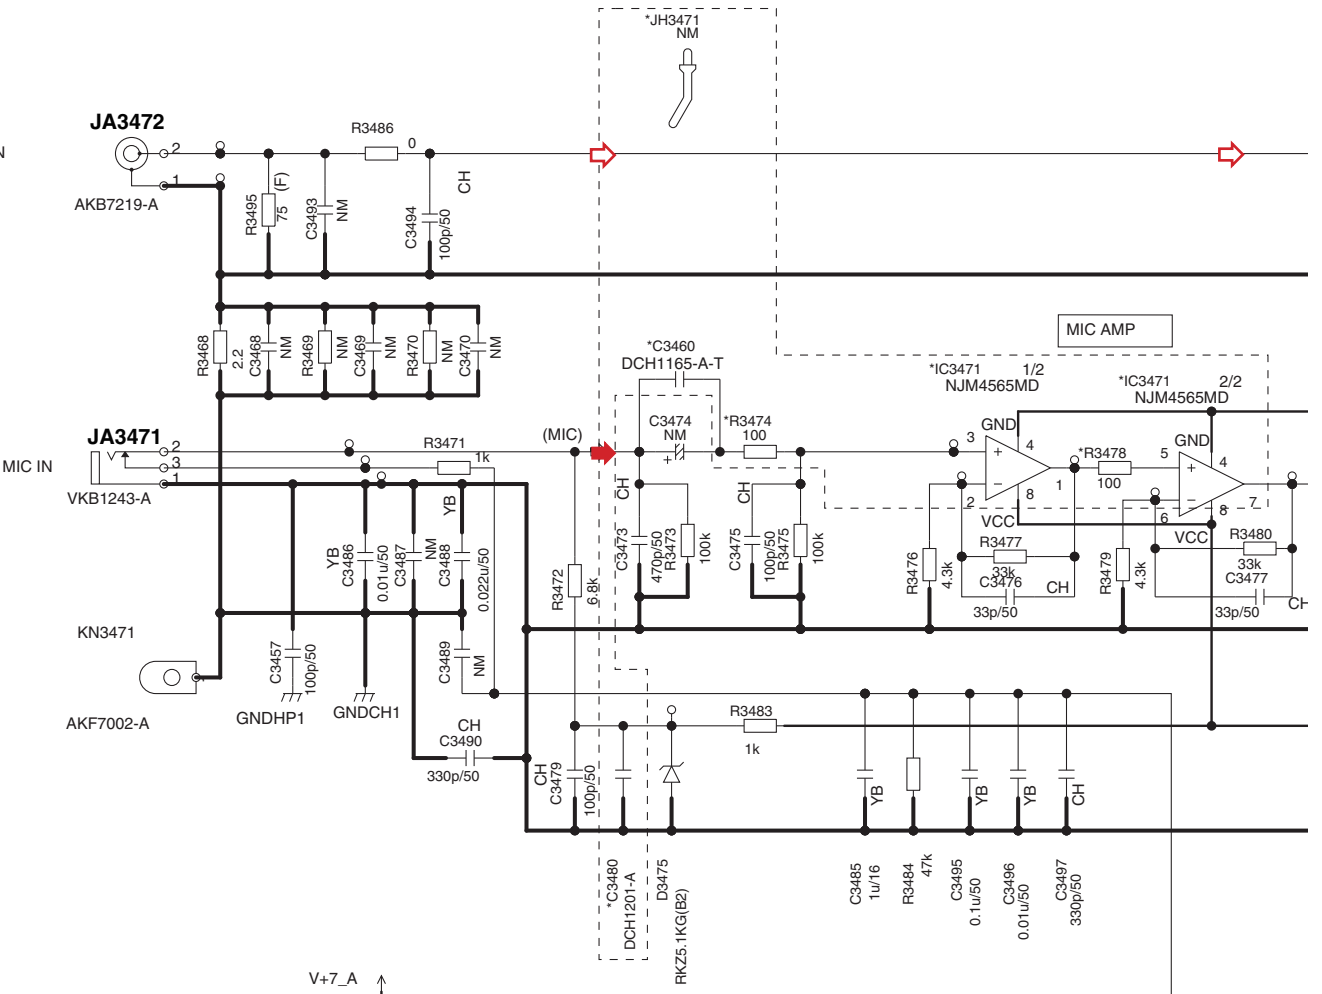 *JH3471
NM
JA3472
N
2
1
AKB7219-A
R3486
0
R3495
75
(F)
C3493
NM
C3494
100p/50
CH
R3468
2.2
C3468
NM
R3469
NM
C3469
NM
R3470
NM
C3470
NM
MIC AMP
*C3460
DCH1165-A-T
*IC3471
1/2
NJM4565MD
*IC3471
2/2
NJM4565MD
JA3471
MIC IN
2
3
1
VKB1243-A
R3471
1k
(MIC)
C3474
NM
+
*R3474
100
3
GND
4
+
−
2
8
1
VCC
*R3478
100
5
GND
4
+
−
6
8
7
VCC
YB
C3486
0.01u/50
C3487
NM
YB
C3488
0.022u/50
R3472
6.8k
CH
C3473
470p/50
R3473
100k
CH
C3475
100p/50
R3475
100k
R3476
4.3k
R3477
33k
C3476
CH
33p/50
R3479
4.3k
R3480
33k
C3477
33p/50
CH
KN3471
1
AKF7002-A
C3457
100p/50
GNDHP1
GNDCH1
C3489
NM
CH
C3490
330p/50
CH
C3479
100p/50
R3483
1k
YB
YB
YB
CH
*C3480
DCH1201-A
D3475
RKZ5.1KG(B2)
C3485
1u/16
R3484
47k
C3495
0.1u/50
C3496
0.01u/50
C3497
330p/50
V+7_A